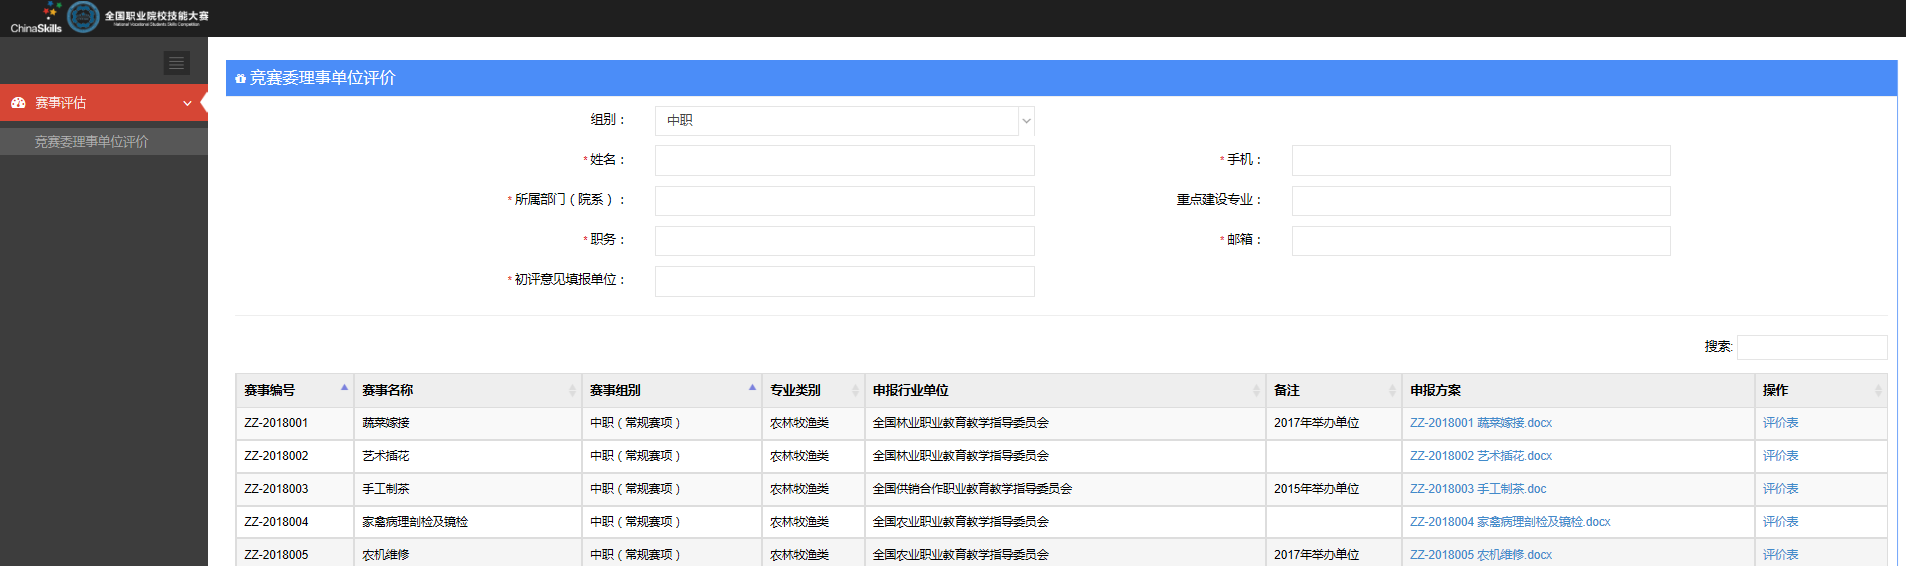 ChinaSkills 全国职业院校技能大赛
National Vocational Students Skills Competition
赛事评估
竞赛委理事单位评价
竞赛委理事单位评价
组别： 中职
*姓名： *手机：
*所属部门（院系）： 重点建设专业：
*职务： *邮箱：
*初评意见填报单位：
搜索:
赛事编号 赛事名称 赛事组别 专业类别 申报行业单位 备注 申报方案 操作
ZZ-2018001 蔬菜嫁接 中职（常规赛项） 农林牧渔类 全国林业职业教育教学指导委员会 2017年举办单位 ZZ-2018001 蔬菜嫁接.docx 评价表
ZZ-2018002 艺术插花 中职（常规赛项） 农林牧渔类 全国林业职业教育教学指导委员会 ZZ-2018002 艺术插花.docx 评价表
ZZ-2018003 手工制茶 中职（常规赛项） 农林牧渔类 全国供销合作职业教育教学指导委员会 2015年举办单位 ZZ-2018003 手工制茶.doc 评价表
ZZ-2018004 家禽病理剖检及镜检 中职（常规赛项） 农林牧渔类 全国农业职业教育教学指导委员会 ZZ-2018004 家禽病理剖检及镜检.docx 评价表
ZZ-2018005 农机维修 中职（常规赛项） 农林牧渔类 全国农业职业教育教学指导委员会 2017年举办单位 ZZ-2018005 农机维修.docx 评价表